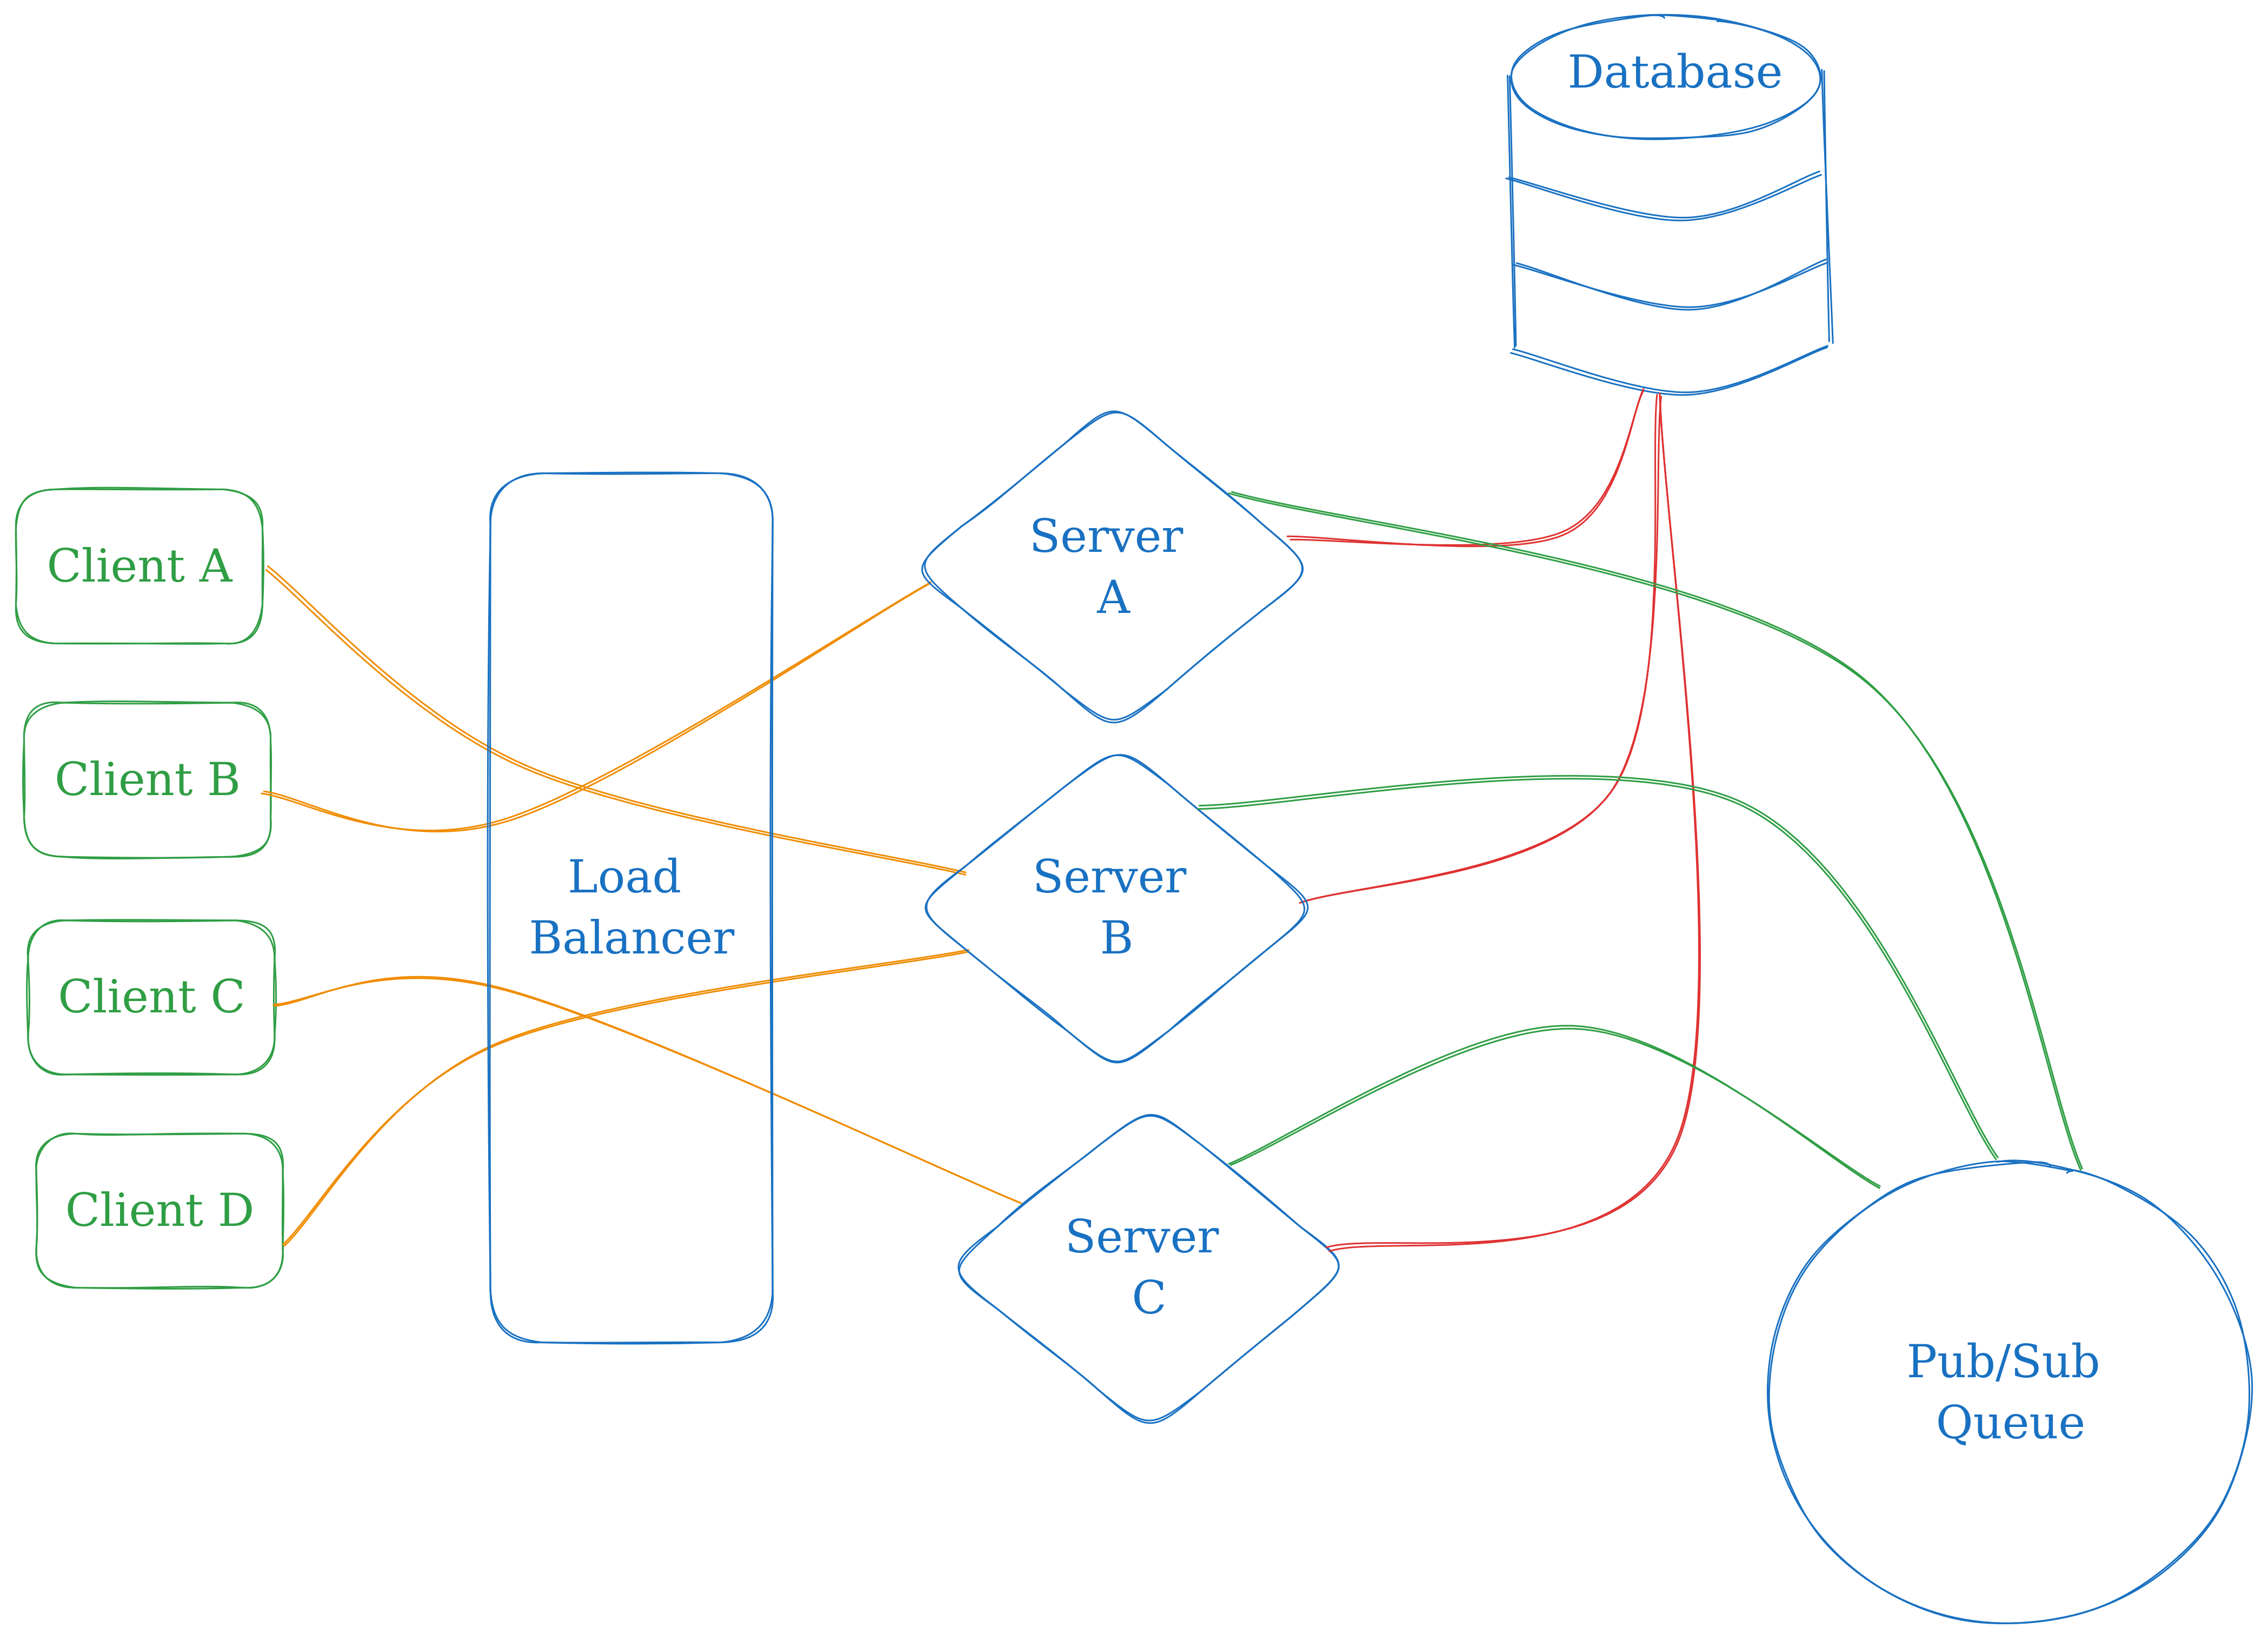 Database
Client A
Client B
Client C
Client D
Load
Balancer
Server
A
Server
B
Server
C
Pub/Sub
Queue